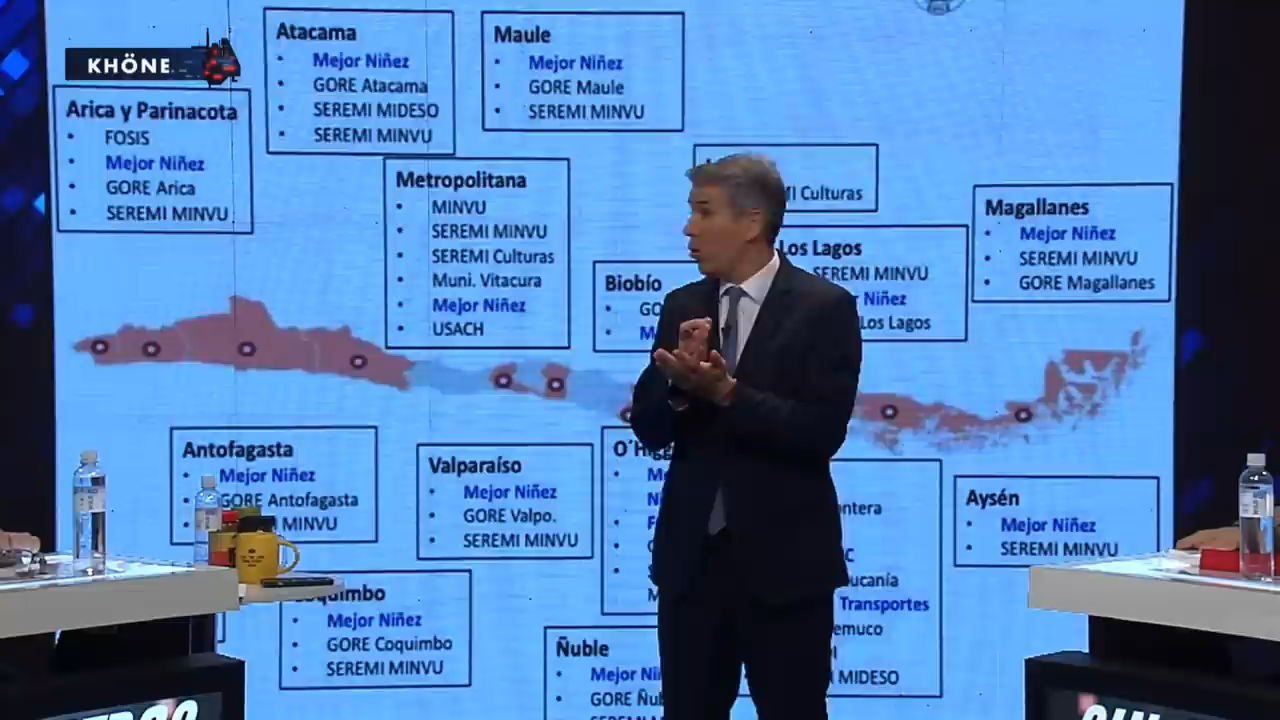 KHÖNE
Arica y Parinacota
FOSIS
Mejor Niñez
GORE Arica
SEREMI MINVU
Atacama
Mejor Niñez
GORE Atacama
SEREMI MIDESO
SEREMI MINVU
Maule
Mejor Niñez
GORE Maule
SEREMI MINVU
Metropolitana
MINVU
SEREMI MINVU
SEREMI Culturas
Muni. Vitacura
Mejor Niñez
USACH
Culturas
Biobío
Los Lagos
SEREMI MINVU
Niñez
Los Lagos
Magallanes
Mejor Niñez
SEREMI MINVU
GORE Magallanes
Antofagasta
Mejor Niñez
GORE Antofagasta
MINVU
Valparaíso
Mejor Niñez
GORE Valpo.
SEREMI MINVU
Transportes
MIDESO
Aysén
Mejor Niñez
SEREMI MINVU
Mejor Niñez
GORE Coquimbo
SEREMI MINVU
Ñuble
Mejor
GORE